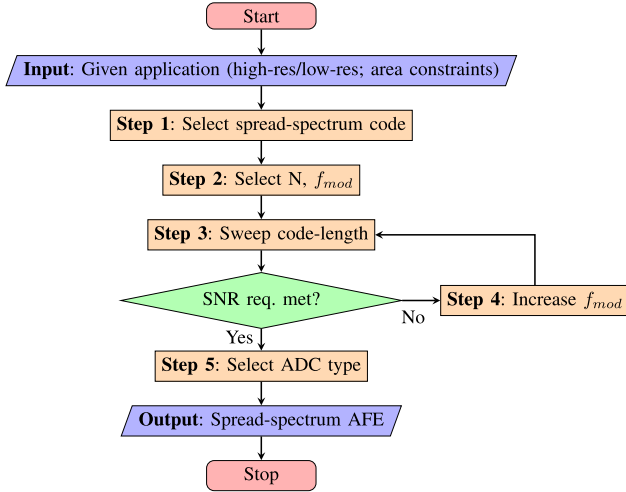 Start
Input: Given application (high-res/low-res; area constraints)
Step 1: Select spread-spectrum code
Step 2: Select N, f_mod
Step 3: Sweep code-length
SNR req. met?
No
Step 4: Increase f_mod
Yes
Step 5: Select ADC type
Output: Spread-spectrum AFE
Stop